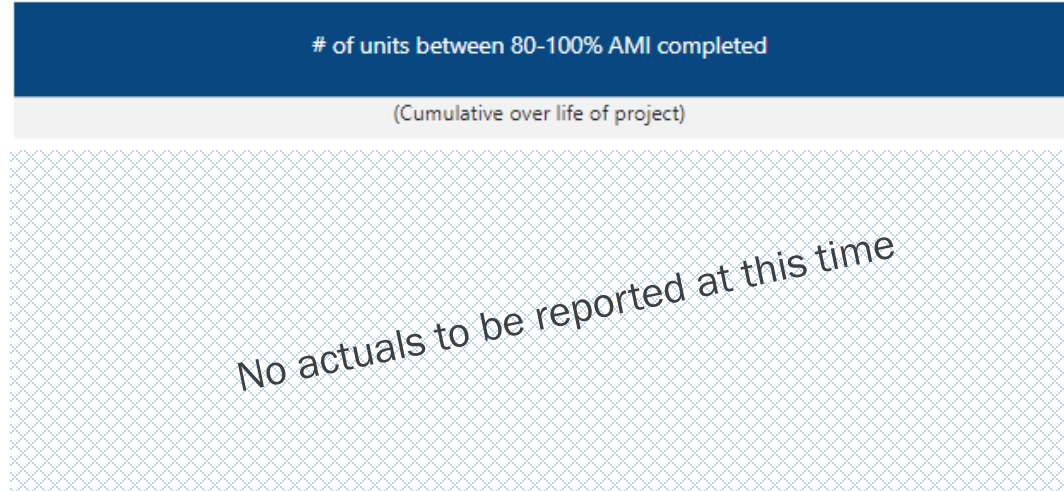 # of units between 80-100% AMI completed
(Cumulative over life of project)
No actuals to be reported at this time